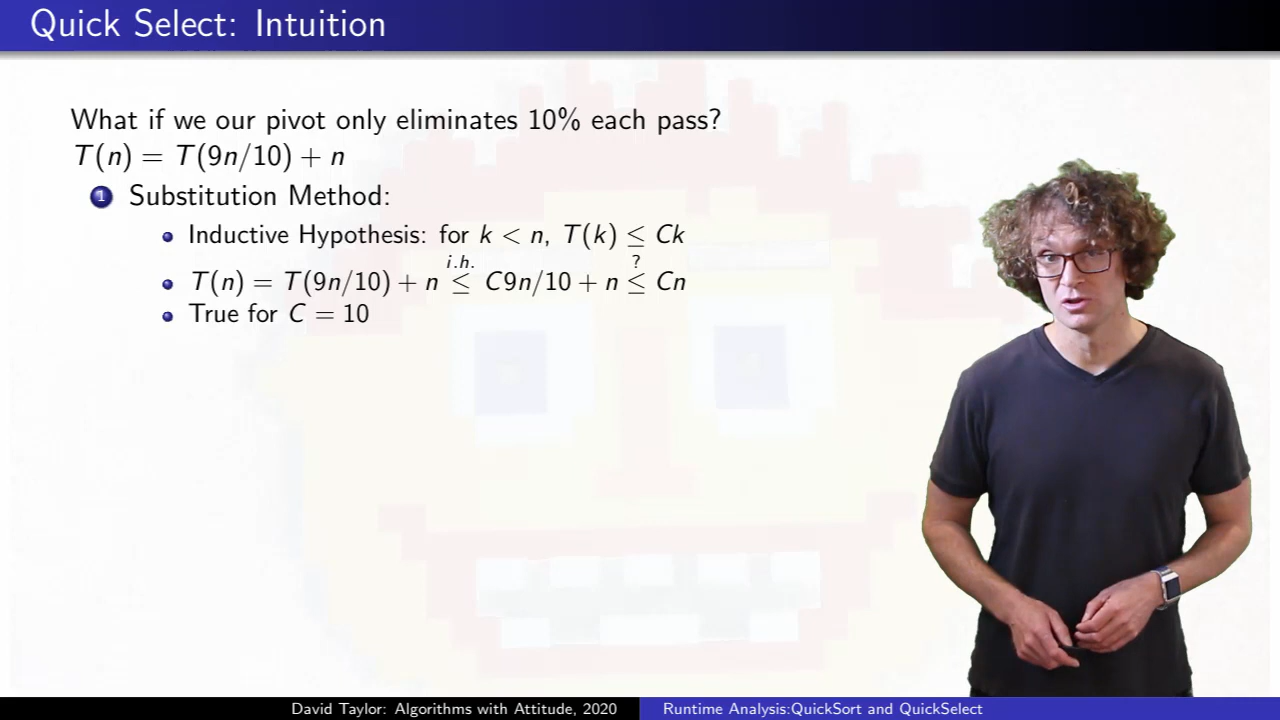 Quick Select: Intuition
What if we our pivot only eliminates 10% each pass?
T(n) = T(9n/10) + n
1 Substitution Method:
• Inductive Hypothesis: for k < n, T(k) ≤ Ck
• T(n) = T(9n/10) + n ≤^{i.h.} C9n/10 + n ≤^{?} Cn
• True for C = 10
David Taylor: Algorithms with Attitude, 2020 Runtime Analysis:QuickSort and QuickSelect